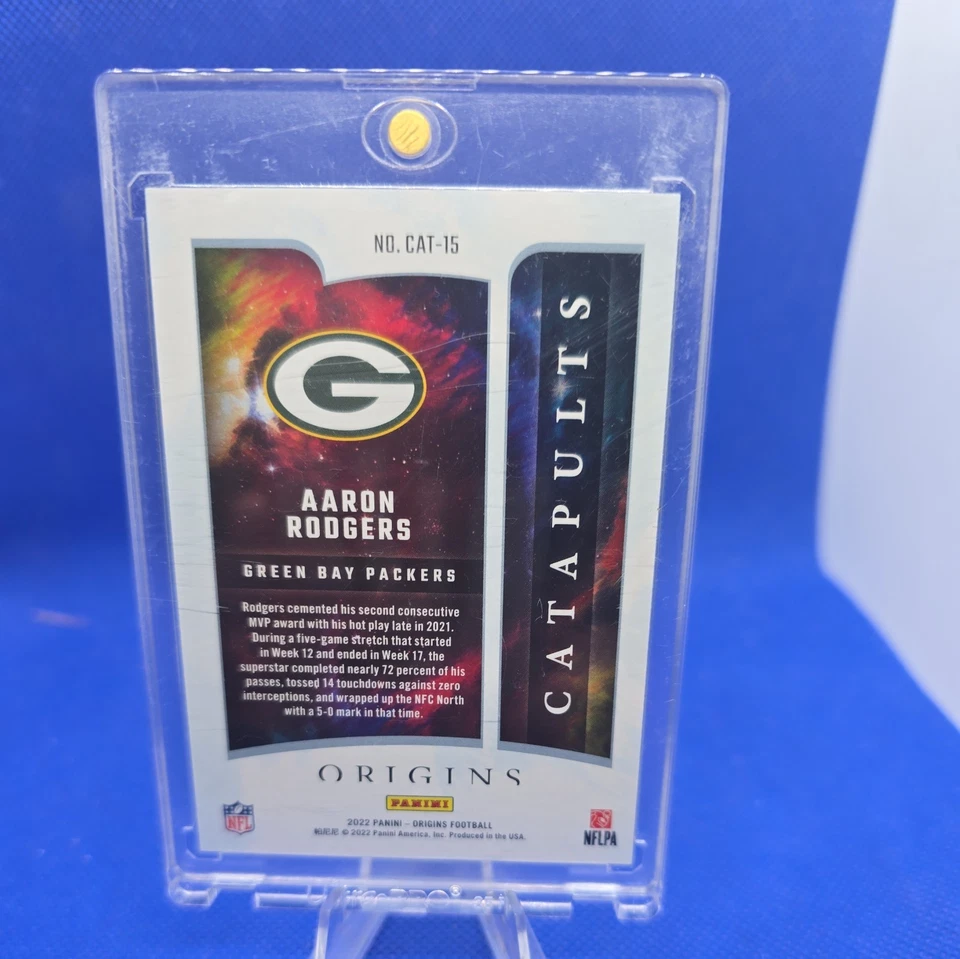 NO. CAT-15
G
AARON
RODGERS
GREEN BAY PACKERS
Rodgers cemented his second consecutive
MVP award with his hot play late in 2021.
During a five-game stretch that started
in Week 12 and ended in Week 17, the
superstar completed nearly 72 percent of his
passes, tossed 14 touchdowns against zero
interceptions, and wrapped up the NFC North
with a 5-0 mark in that time.
CATAPULTS
ORIGINS
PANINI
NFL
2022 PANINI - ORIGINS FOOTBALL
© 2022 Panini America, Inc. Produced in the USA.
NFLPA